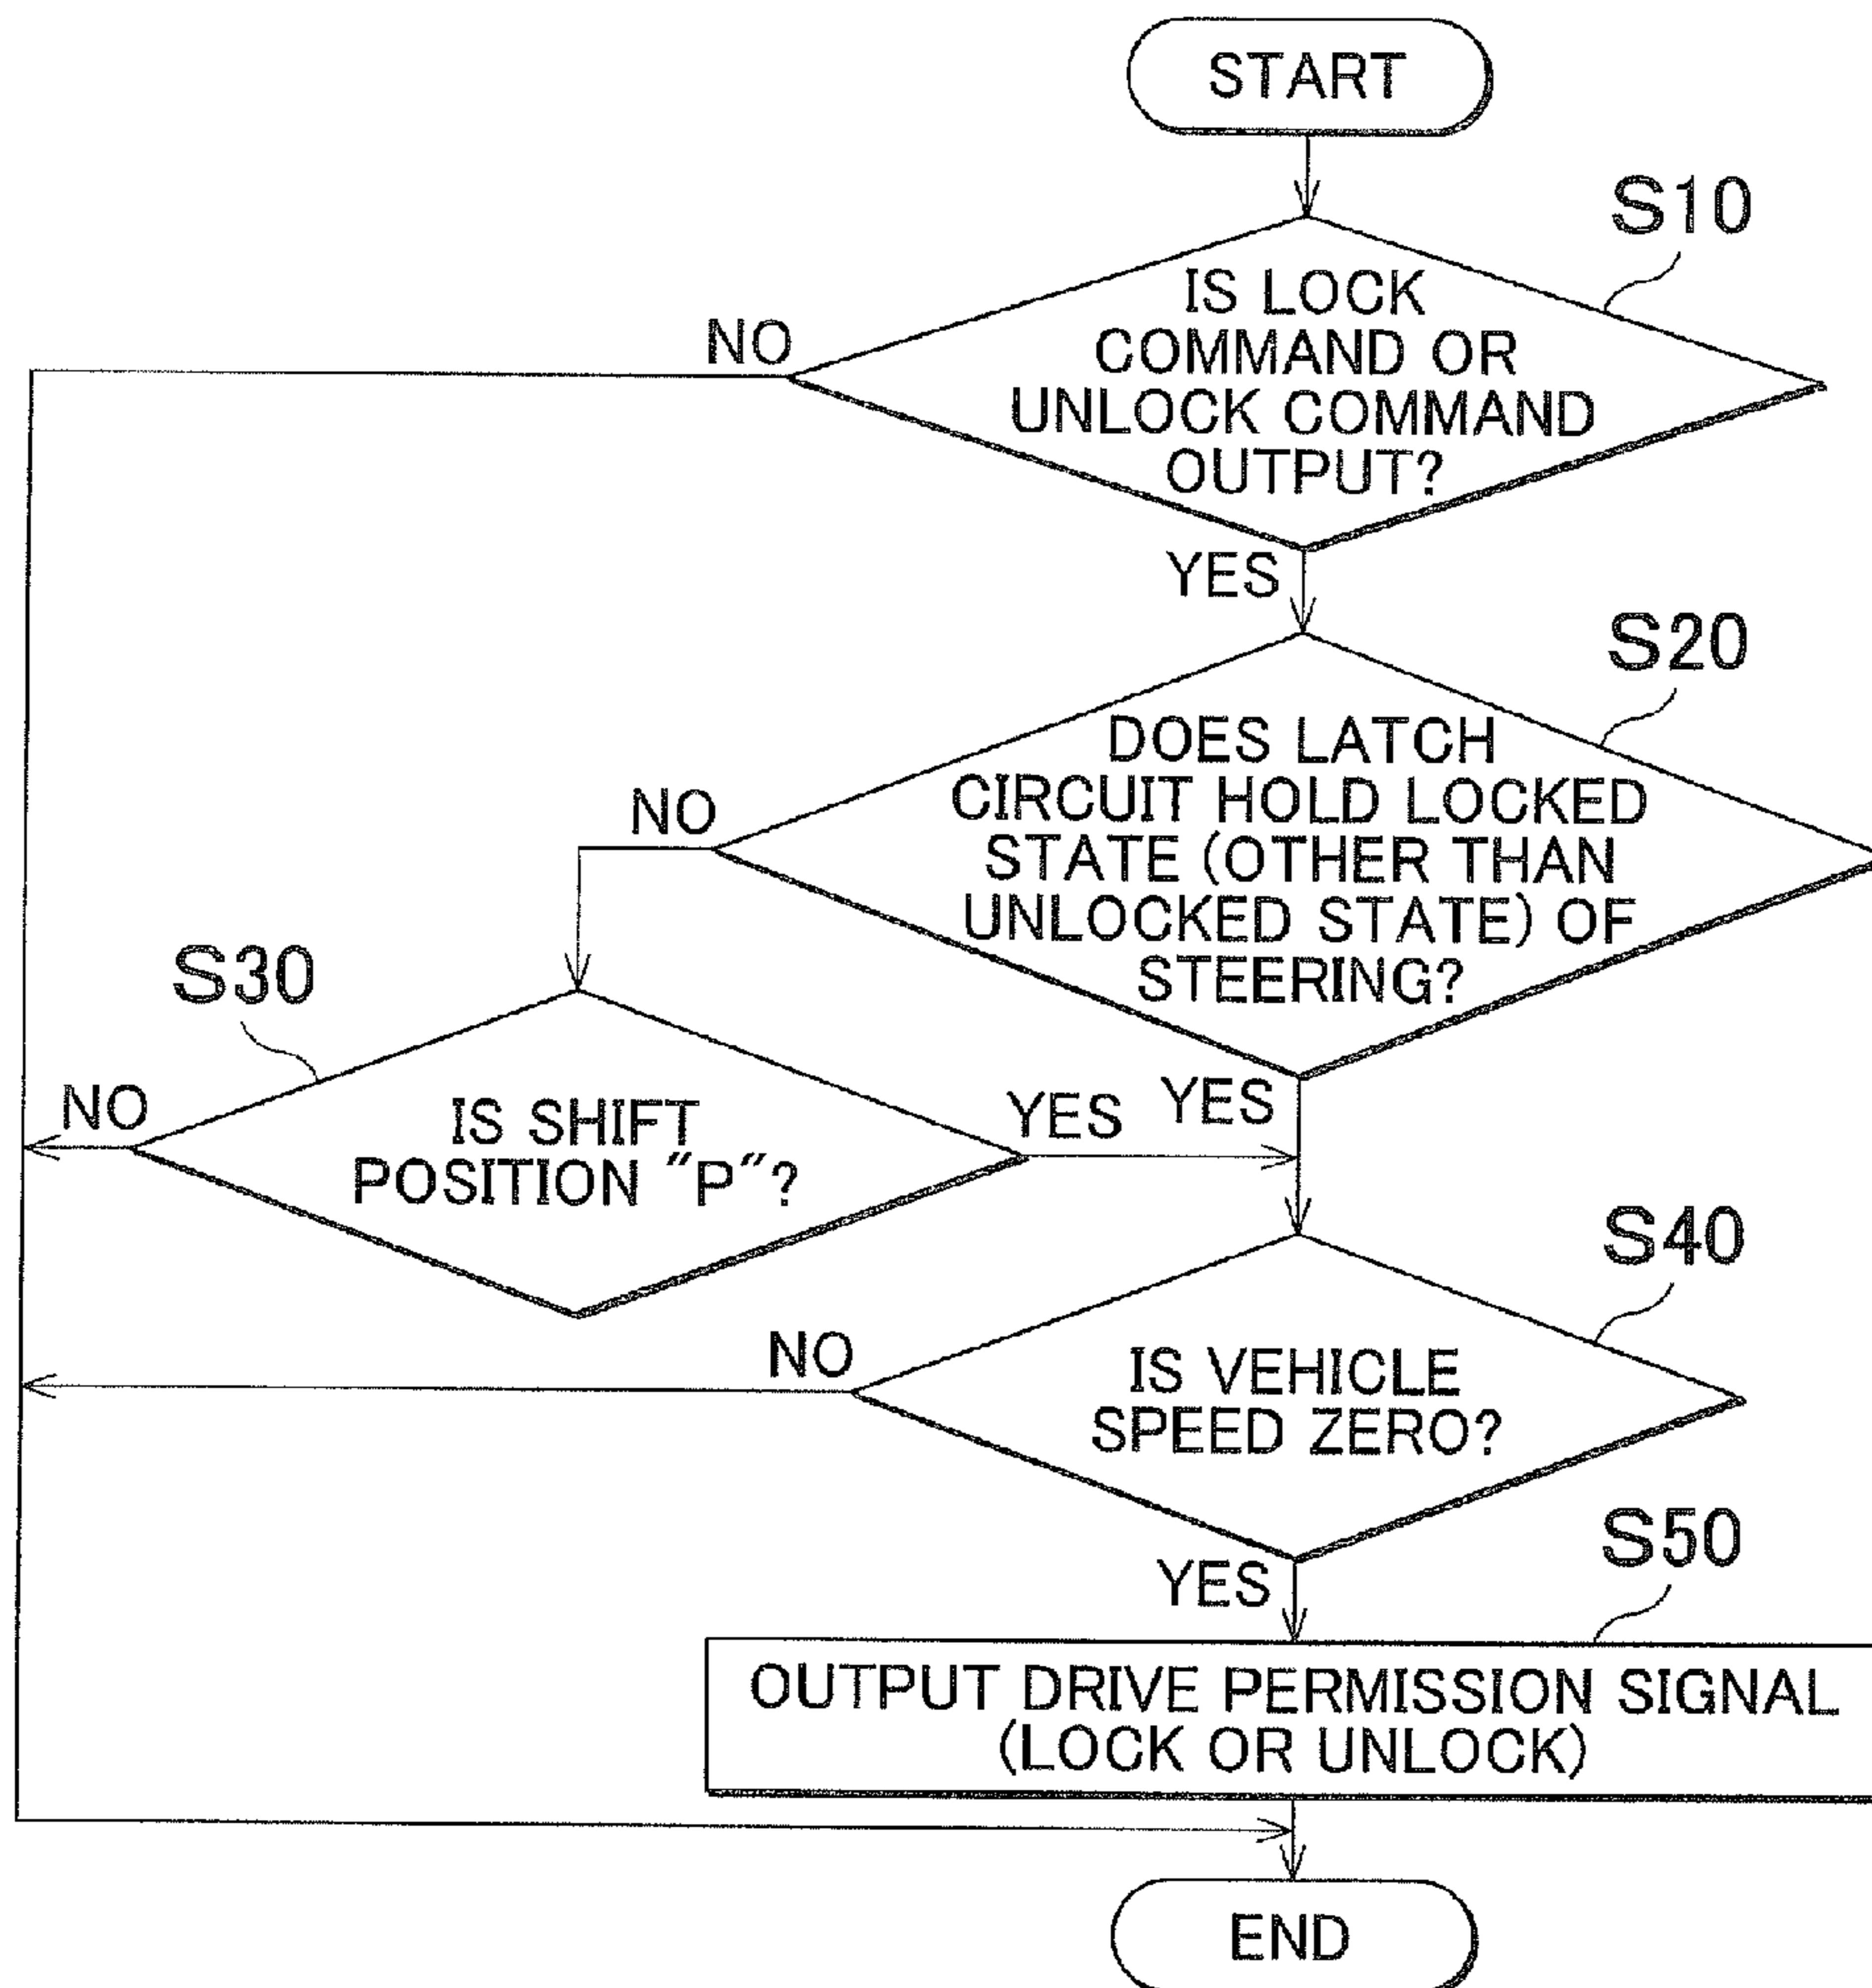 START
S10
IS LOCK
COMMAND OR
UNLOCK COMMAND
OUTPUT?
NO
YES
S20
DOES LATCH
CIRCUIT HOLD LOCKED
STATE (OTHER THAN
UNLOCKED STATE) OF
STEERING?
NO
YES
S30
IS SHIFT
POSITION "P"?
NO
YES
S40
IS VEHICLE
SPEED ZERO?
NO
YES
S50
OUTPUT DRIVE PERMISSION SIGNAL
(LOCK OR UNLOCK)
END